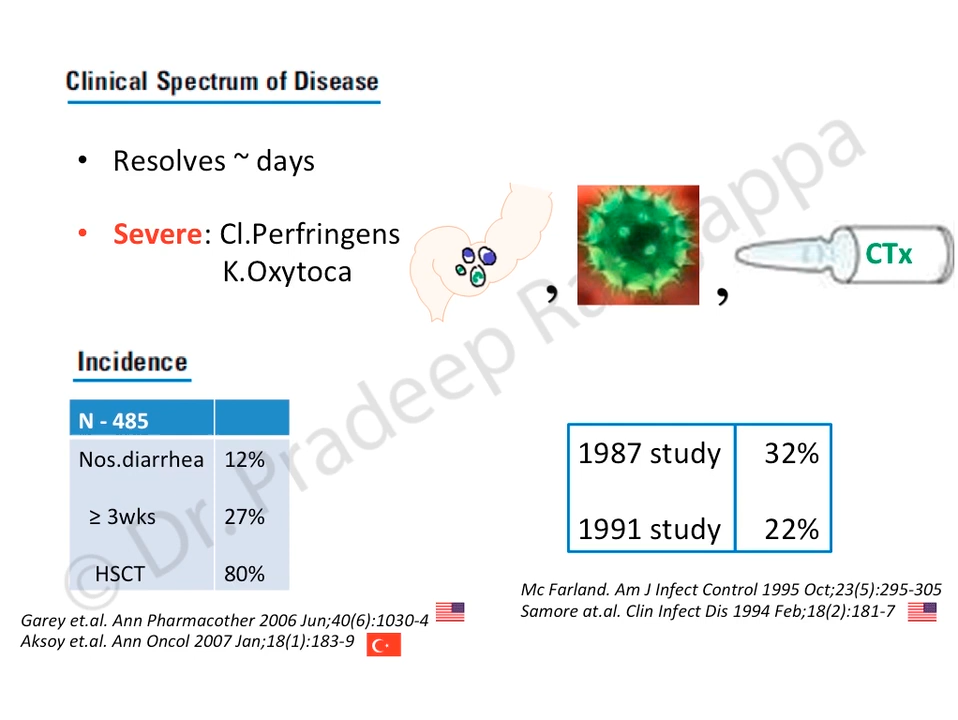 Clinical Spectrum of Disease
• Resolves ~ days
• Severe: Cl.Perfringens
K.Oxytoca
, , CTx
Incidence
N - 485
Nos.diarrhea 12%
≥ 3wks 27%
HSCT 80%
Garey et.al. Ann Pharmacother 2006 Jun;40(6):1030-4
Aksoy et.al. Ann Oncol 2007 Jan;18(1):183-9
1987 study 32%
1991 study 22%
Mc Farland. Am J Infect Control 1995 Oct;23(5):295-305
Samore at.al. Clin Infect Dis 1994 Feb;18(2):181-7